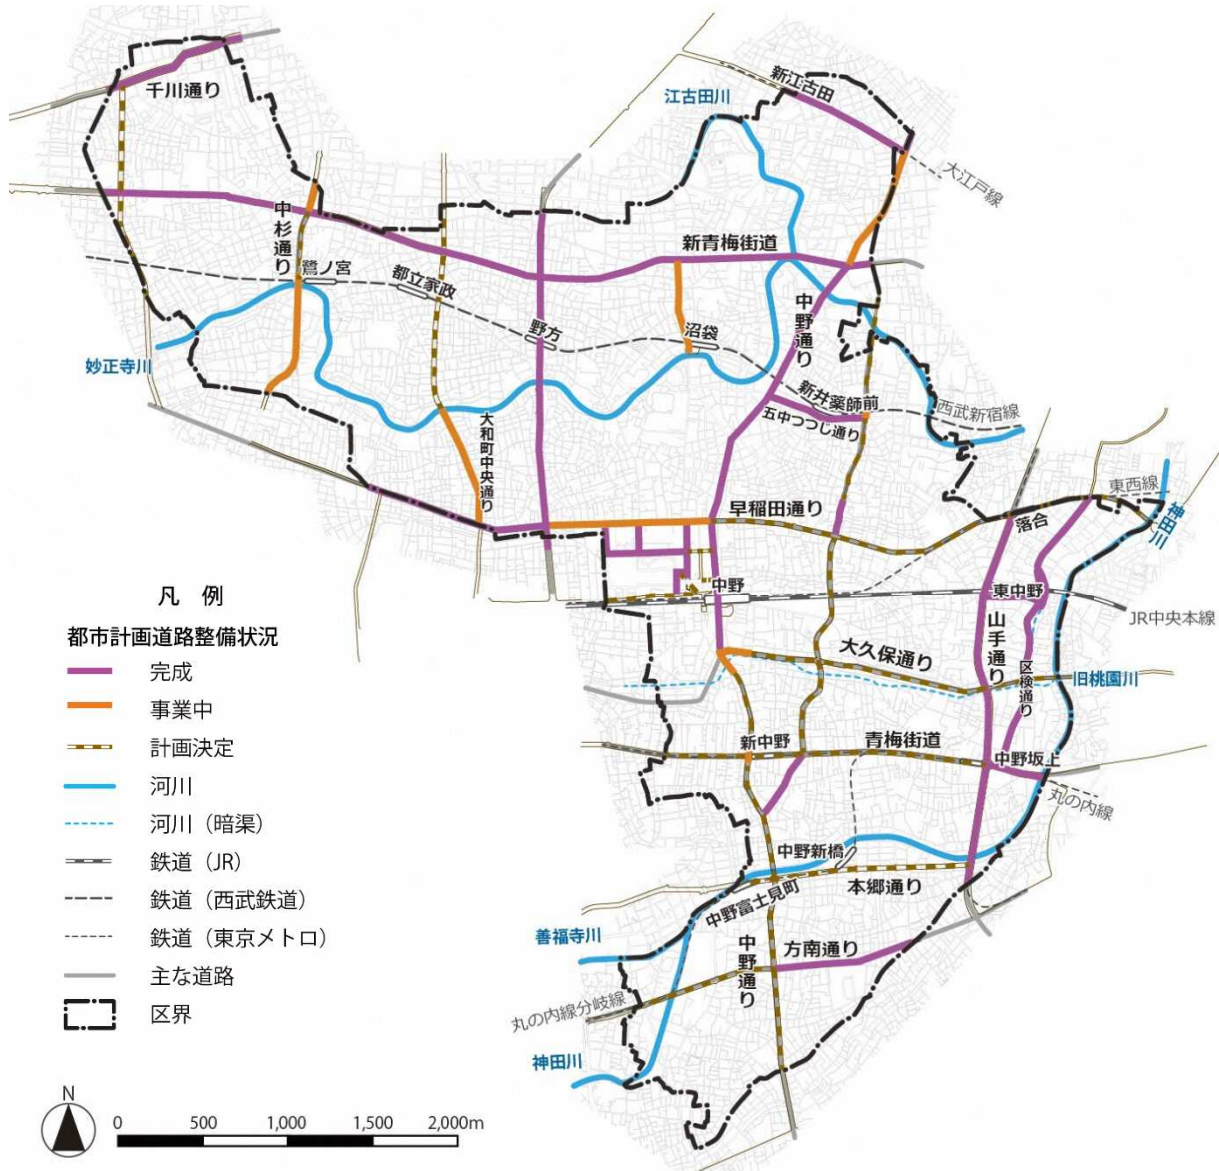 千川通り
新江古田
江古田川
大江戸線
中杉通り
新青梅街道
鷺ノ宮
都立家政
中野通り
野方
沼袋
妙正寺川
新井薬師前
西武新宿線
五中つつじ通り
大和町中央通り
東西線
早稲田通り
落合
神田川
凡 例
中野
東中野
JR中央本線
都市計画道路整備状況
山手通り
完成
大久保通り
区検通り
旧桃園川
事業中
計画決定
新中野
青梅街道
中野坂上
河川
丸の内線
河川（暗渠）
中野新橋
鉄道（JR）
本郷通り
中野富士見町
鉄道（西武鉄道）
善福寺川
鉄道（東京メトロ）
中野通り
方南通り
主な道路
丸の内線分岐線
区界
神田川
N
0 500 1,000 1,500 2,000m